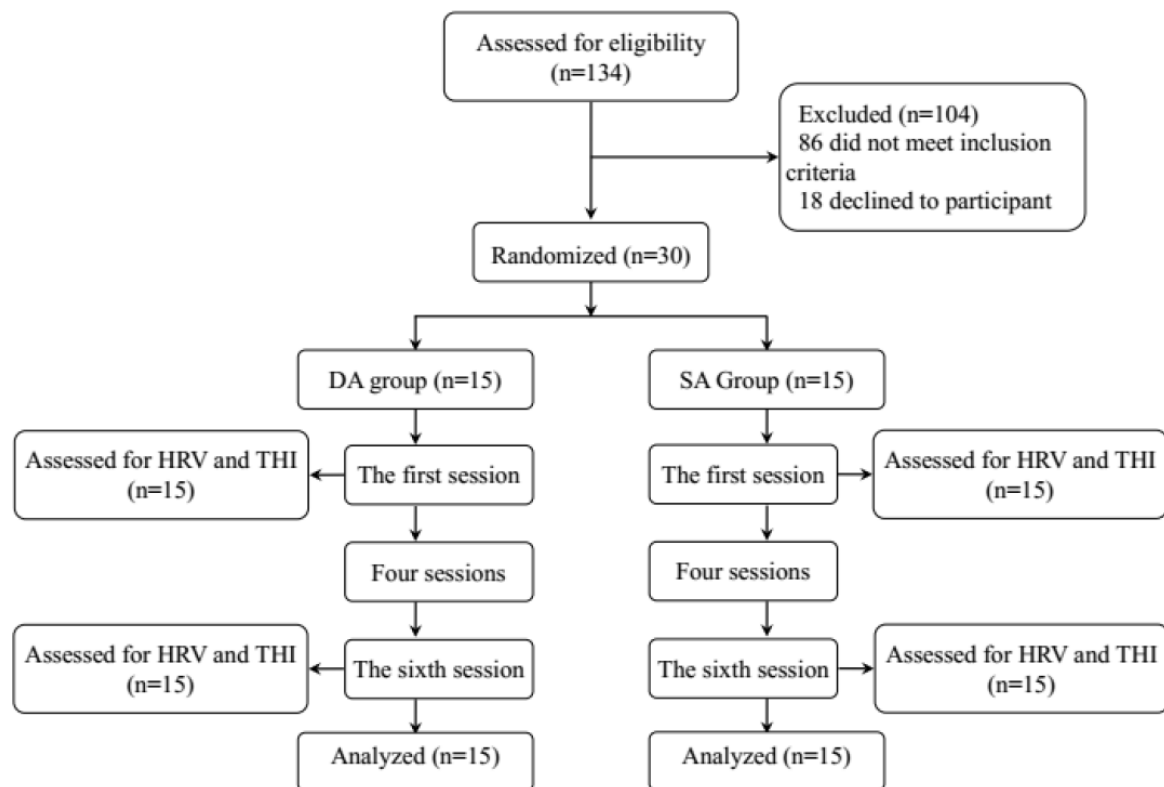 Assessed for eligibility
(n=134)
Excluded (n=104)
86 did not meet inclusion
criteria
18 declined to participant
Randomized (n=30)
DA group (n=15)
SA Group (n=15)
Assessed for HRV and THI
(n=15)
The first session
The first session
Assessed for HRV and THI
(n=15)
Four sessions
Four sessions
Assessed for HRV and THI
(n=15)
The sixth session
The sixth session
Assessed for HRV and THI
(n=15)
Analyzed (n=15)
Analyzed (n=15)